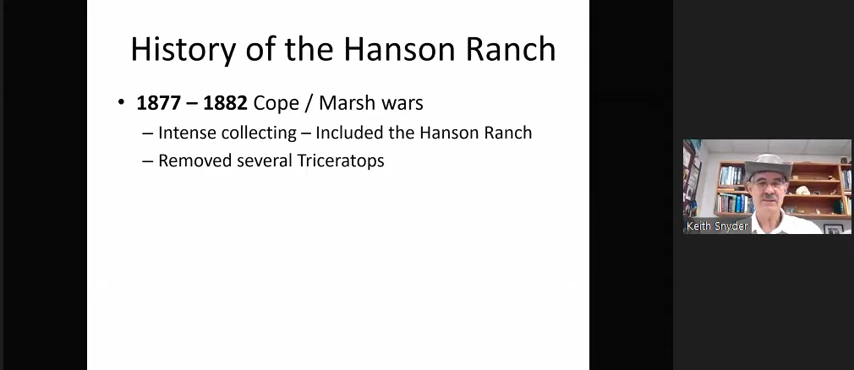 History of the Hanson Ranch
• 1877 – 1882 Cope / Marsh wars
– Intense collecting – Included the Hanson Ranch
– Removed several Triceratops
Keith Snyder